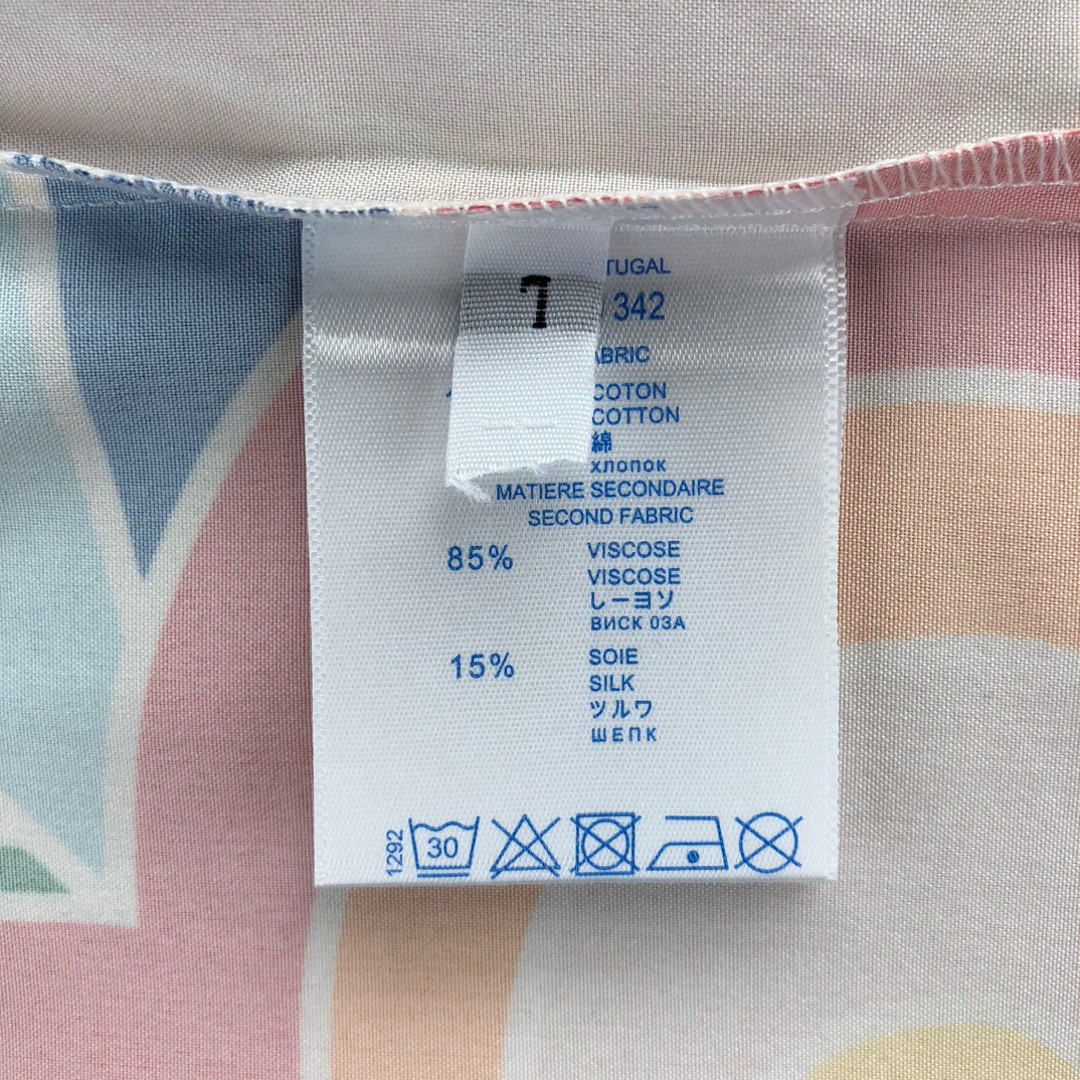 1
TUGAL
342
ABRIC
COTON
COTTON
綿
хлопок
MATIERE SECONDAIRE
SECOND FABRIC
85% VISCOSE
VISCOSE
しーヨソ
ВИСК 03А
15% SOIE
SILK
ツルワ
ШЕПК
1292
30